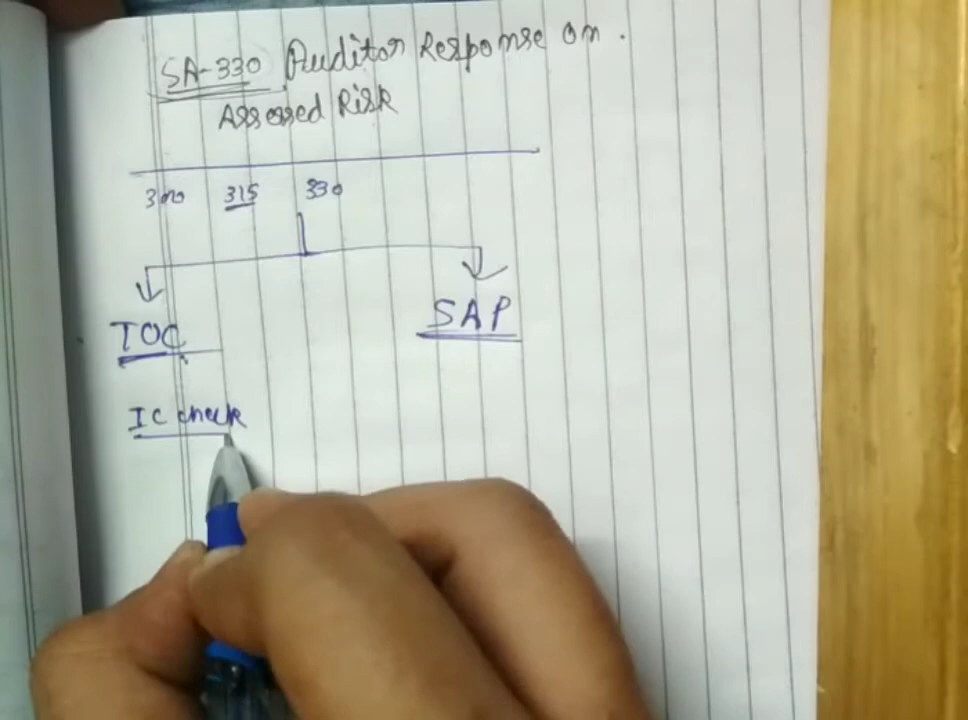 SA-330 Auditor Response on.
Assessed Risk
300 315 330
TOC SAP
IC check